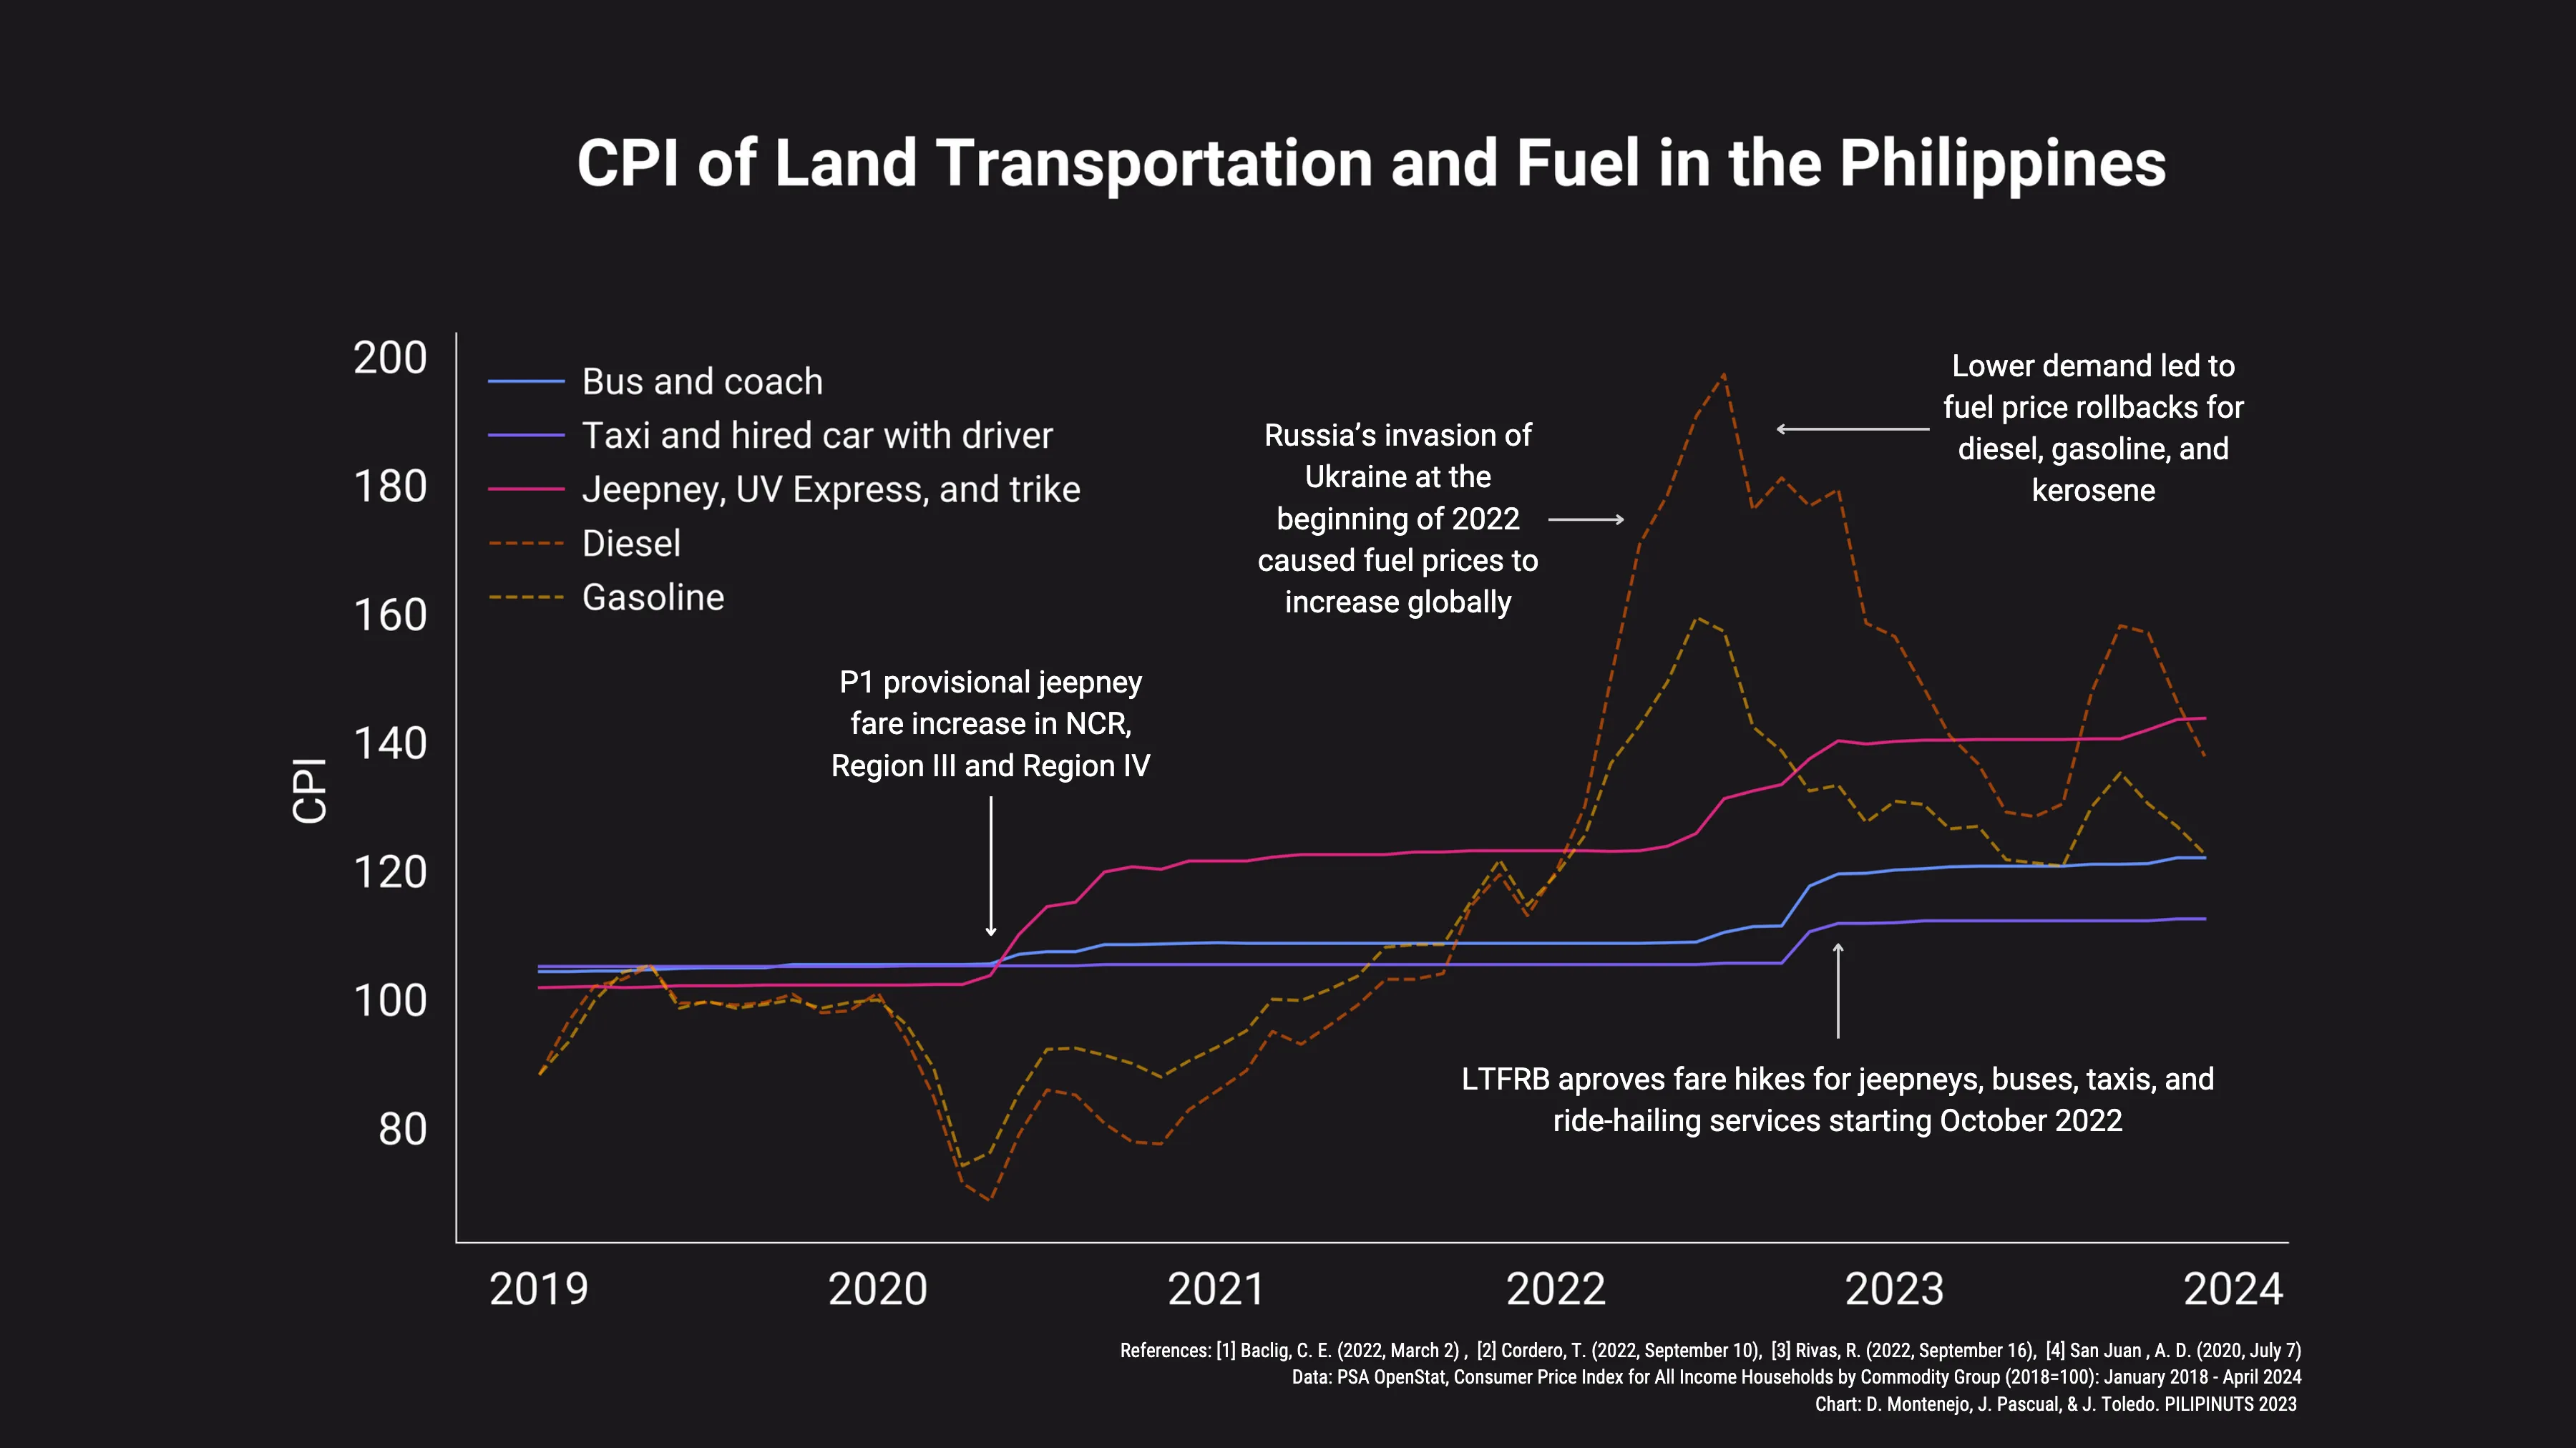 CPI of Land Transportation and Fuel in the Philippines
200
180
160
140
120
100
80
CPI
Bus and coach
Taxi and hired car with driver
Jeepney, UV Express, and trike
Diesel
Gasoline
P1 provisional jeepney
fare increase in NCR,
Region III and Region IV
Russia’s invasion of
Ukraine at the
beginning of 2022
caused fuel prices to
increase globally
Lower demand led to
fuel price rollbacks for
diesel, gasoline, and
kerosene
LTFRB aproves fare hikes for jeepneys, buses, taxis, and
ride-hailing services starting October 2022
2019
2020
2021
2022
2023
2024
References: [1] Baclig, C. E. (2022, March 2) , [2] Cordero, T. (2022, September 10), [3] Rivas, R. (2022, September 16), [4] San Juan , A. D. (2020, July 7)
Data: PSA OpenStat, Consumer Price Index for All Income Households by Commodity Group (2018=100): January 2018 - April 2024
Chart: D. Montenejo, J. Pascual, & J. Toledo. PILIPINUTS 2023